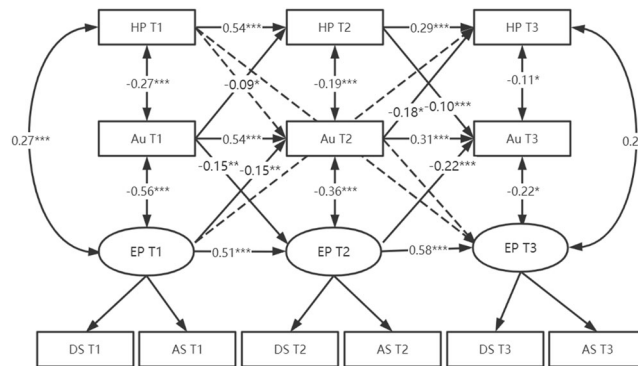 HP T1 0.54*** HP T2 0.29*** HP T3
-0.27*** -0.09* -0.19*** -0.18* -0.10*** -0.11*
0.27*** Au T1 0.54*** Au T2 0.31*** Au T3 0.2
-0.15** -0.15** -0.22***
-0.56*** -0.36*** -0.22*
EP T1 0.51*** EP T2 0.58*** EP T3
DS T1 AS T1 DS T2 AS T2 DS T3 AS T3